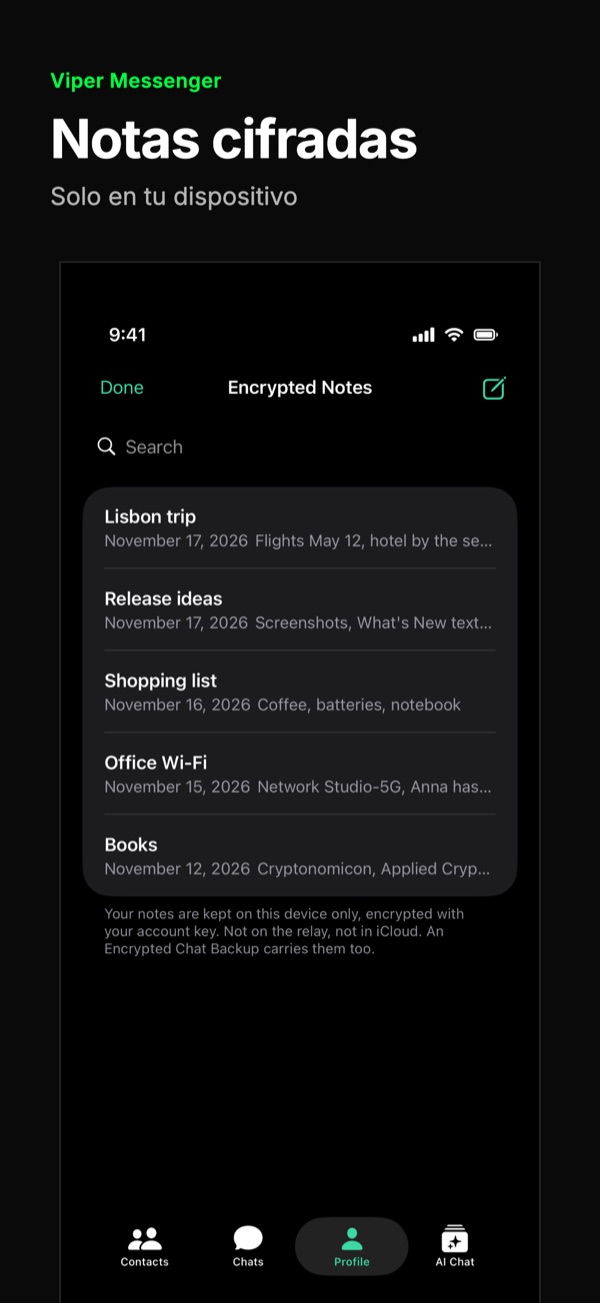 Viper Messenger
Notas cifradas
Solo en tu dispositivo
9:41
Done
Encrypted Notes
Search
Lisbon trip
November 17, 2026 Flights May 12, hotel by the se...
Release ideas
November 17, 2026 Screenshots, What's New text...
Shopping list
November 16, 2026 Coffee, batteries, notebook
Office Wi-Fi
November 15, 2026 Network Studio-5G, Anna has...
Books
November 12, 2026 Cryptonomicon, Applied Cryp...
Your notes are kept on this device only, encrypted with
your account key. Not on the relay, not in iCloud. An
Encrypted Chat Backup carries them too.
Contacts
Chats
Profile
AI Chat